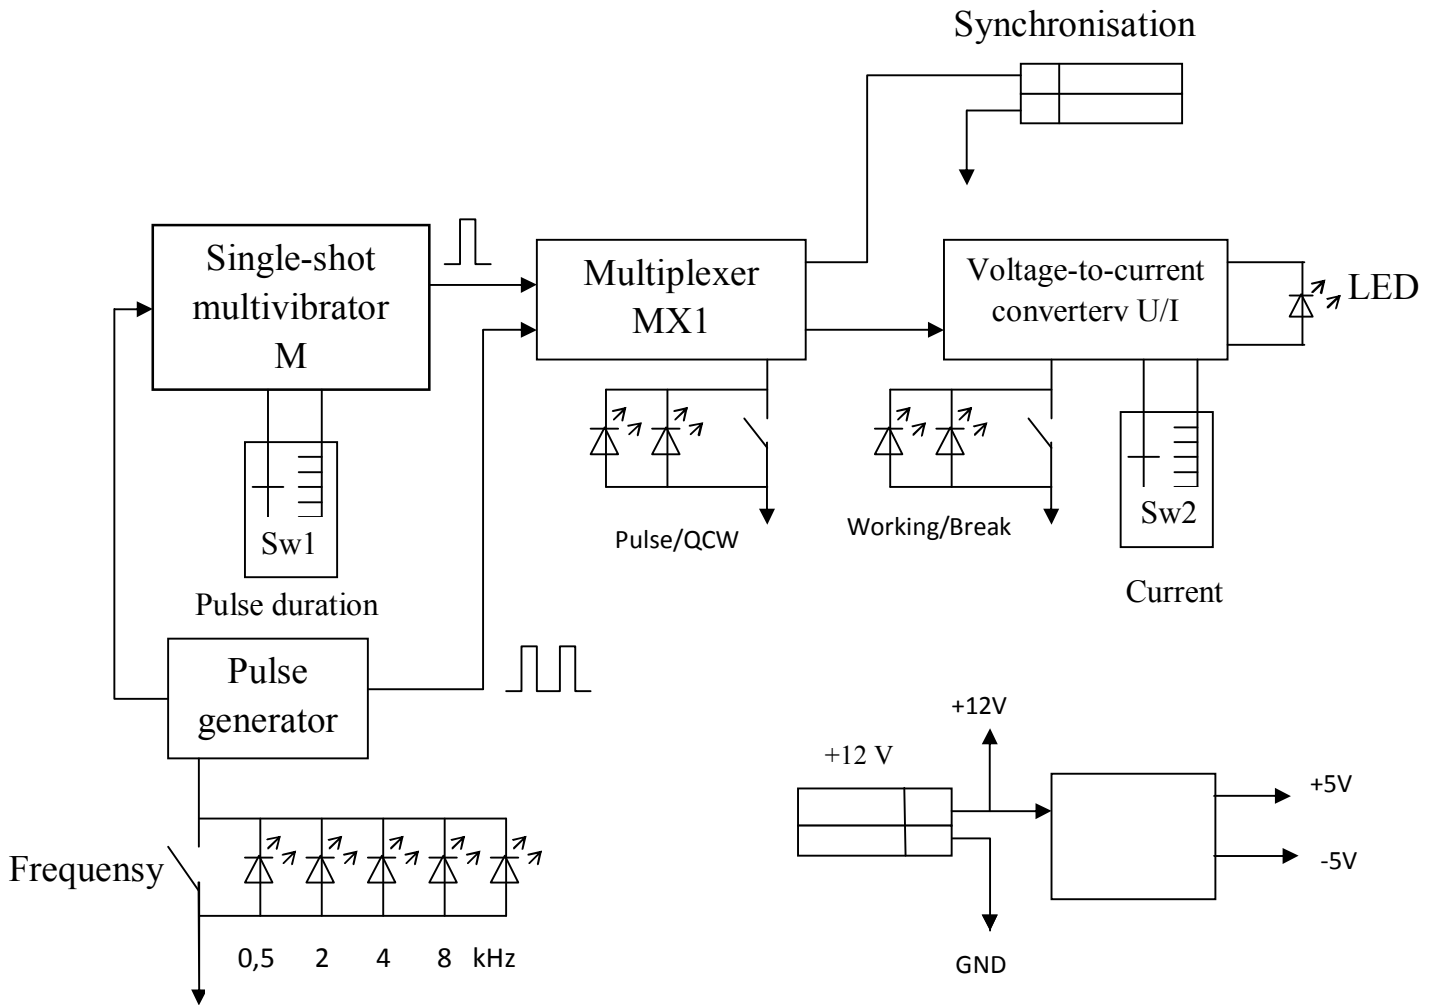 Synchronisation
Single-shot
multivibrator
M
Multiplexer
MX1
Voltage-to-current
converterv U/I
LED
Sw1
Pulse duration
Pulse/QCW
Working/Break
Sw2
Current
Pulse
generator
Frequensy
0,5 2 4 8 kHz
+12V
+12 V
+5V
-5V
GND